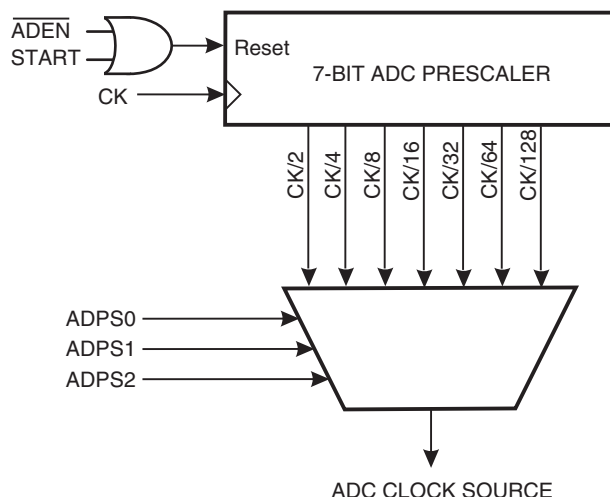 ADEN
START
Reset
7-BIT ADC PRESCALER
CK
CK/2
CK/4
CK/8
CK/16
CK/32
CK/64
CK/128
ADPS0
ADPS1
ADPS2
ADC CLOCK SOURCE